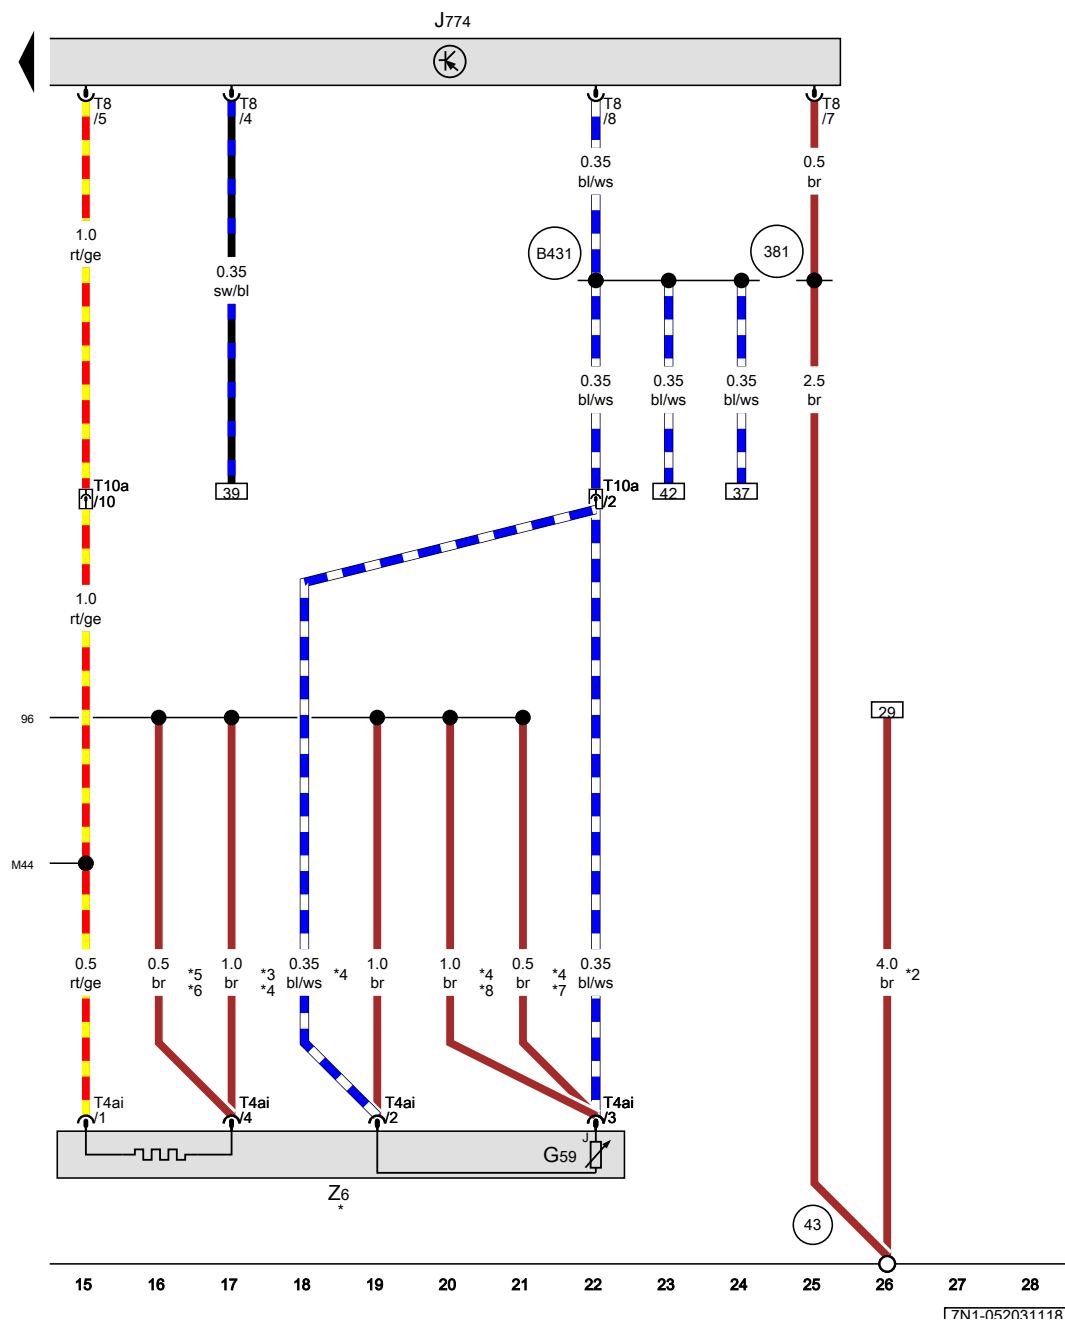 J774
T8
/5
T8
/4
T8
/8
T8
/7
0.35
bl/ws
0.5
br
1.0
rt/ge
0.35
sw/bl
B431
381
0.35
bl/ws
0.35
bl/ws
0.35
bl/ws
2.5
br
T10a
/10
39
T10a
/2
42
37
1.0
rt/ge
96
29
M44
0.5
rt/ge
0.5
br
*5
*6
1.0
br
*3
*4
0.35
bl/ws
*4
1.0
br
1.0
br
*4
*8
0.5
br
*4
*7
0.35
bl/ws
4.0
br
*2
T4ai
/1
T4ai
/4
T4ai
/2
T4ai
/3
J
G59
Z6
*
43
15 16 17 18 19 20 21 22 23 24 25 26 27 28
7N1-052031118